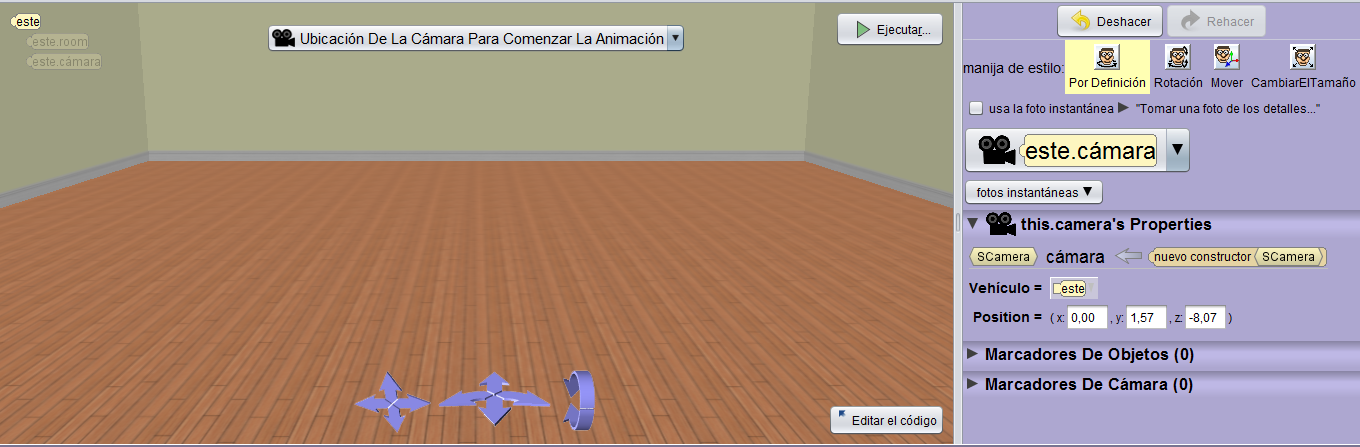 este
este.room
este.cámara
Ubicación De La Cámara Para Comenzar La Animación
Ejecutar...
Editar el código
Deshacer
Rehacer
manija de estilo:
Por Definición
Rotación
Mover
CambiarElTamaño
usa la foto instantánea
"Tomar una foto de los detalles..."
este.cámara
fotos instantáneas
this.camera's Properties
SCamera cámara nuevo constructor SCamera
Vehículo = este
Position = ( x: 0,00 , y: 1,57 , z: -8,07 )
Marcadores De Objetos (0)
Marcadores De Cámara (0)